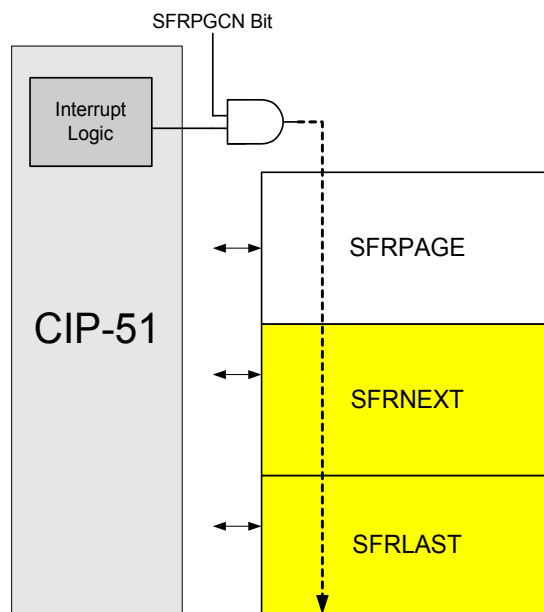 SFRPGCN Bit
Interrupt
Logic
SFRPAGE
CIP-51
SFRNEXT
SFRLAST